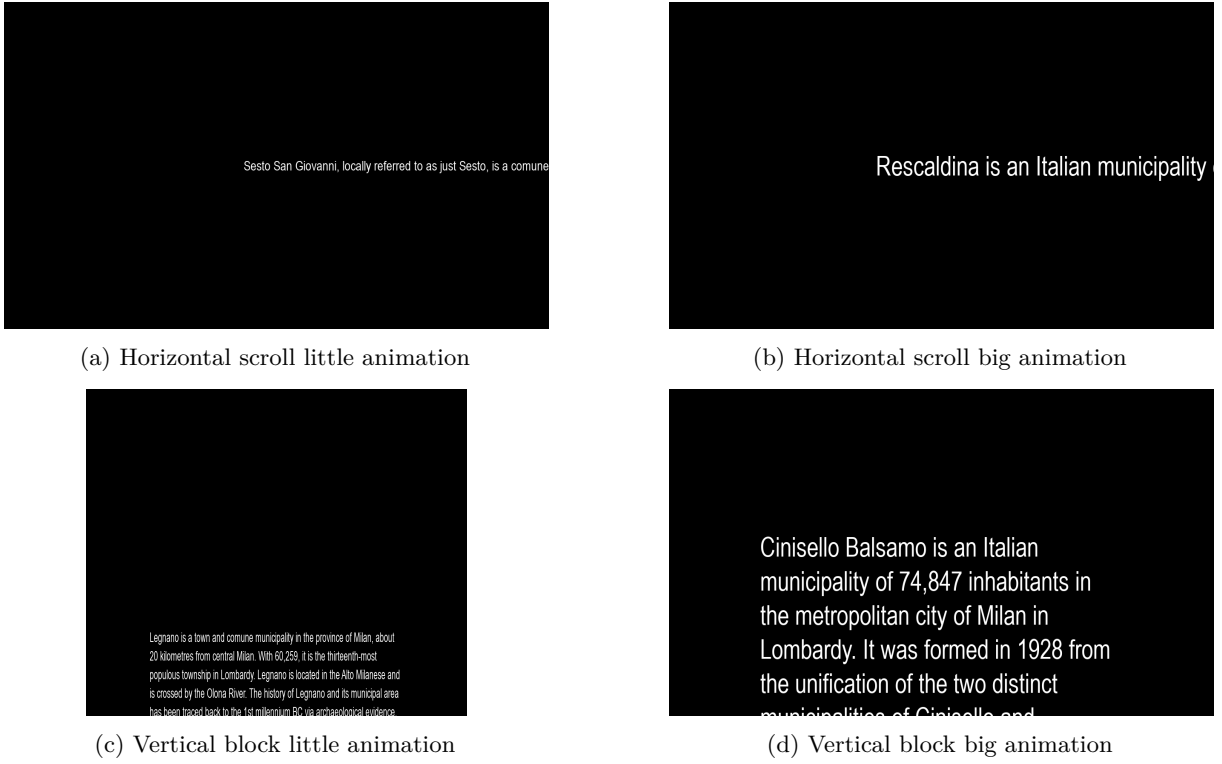 Sesto San Giovanni, locally referred to as just Sesto, is a comune
Rescaldina is an Italian municipality
(a) Horizontal scroll little animation
(b) Horizontal scroll big animation
Legnano is a town and comune municipality in the province of Milan, about
20 kilometres from central Milan. With 60,259, it is the thirteenth-most
populous township in Lombardy. Legnano is located in the Alto Milanese and
is crossed by the Olona River. The history of Legnano and its municipal area
has been traced back to the 1st millennium BC via archaeological evidence.
Cinisello Balsamo is an Italian
municipality of 74,847 inhabitants in
the metropolitan city of Milan in
Lombardy. It was formed in 1928 from
the unification of the two distinct
municipalities of Cinisello and
(c) Vertical block little animation
(d) Vertical block big animation